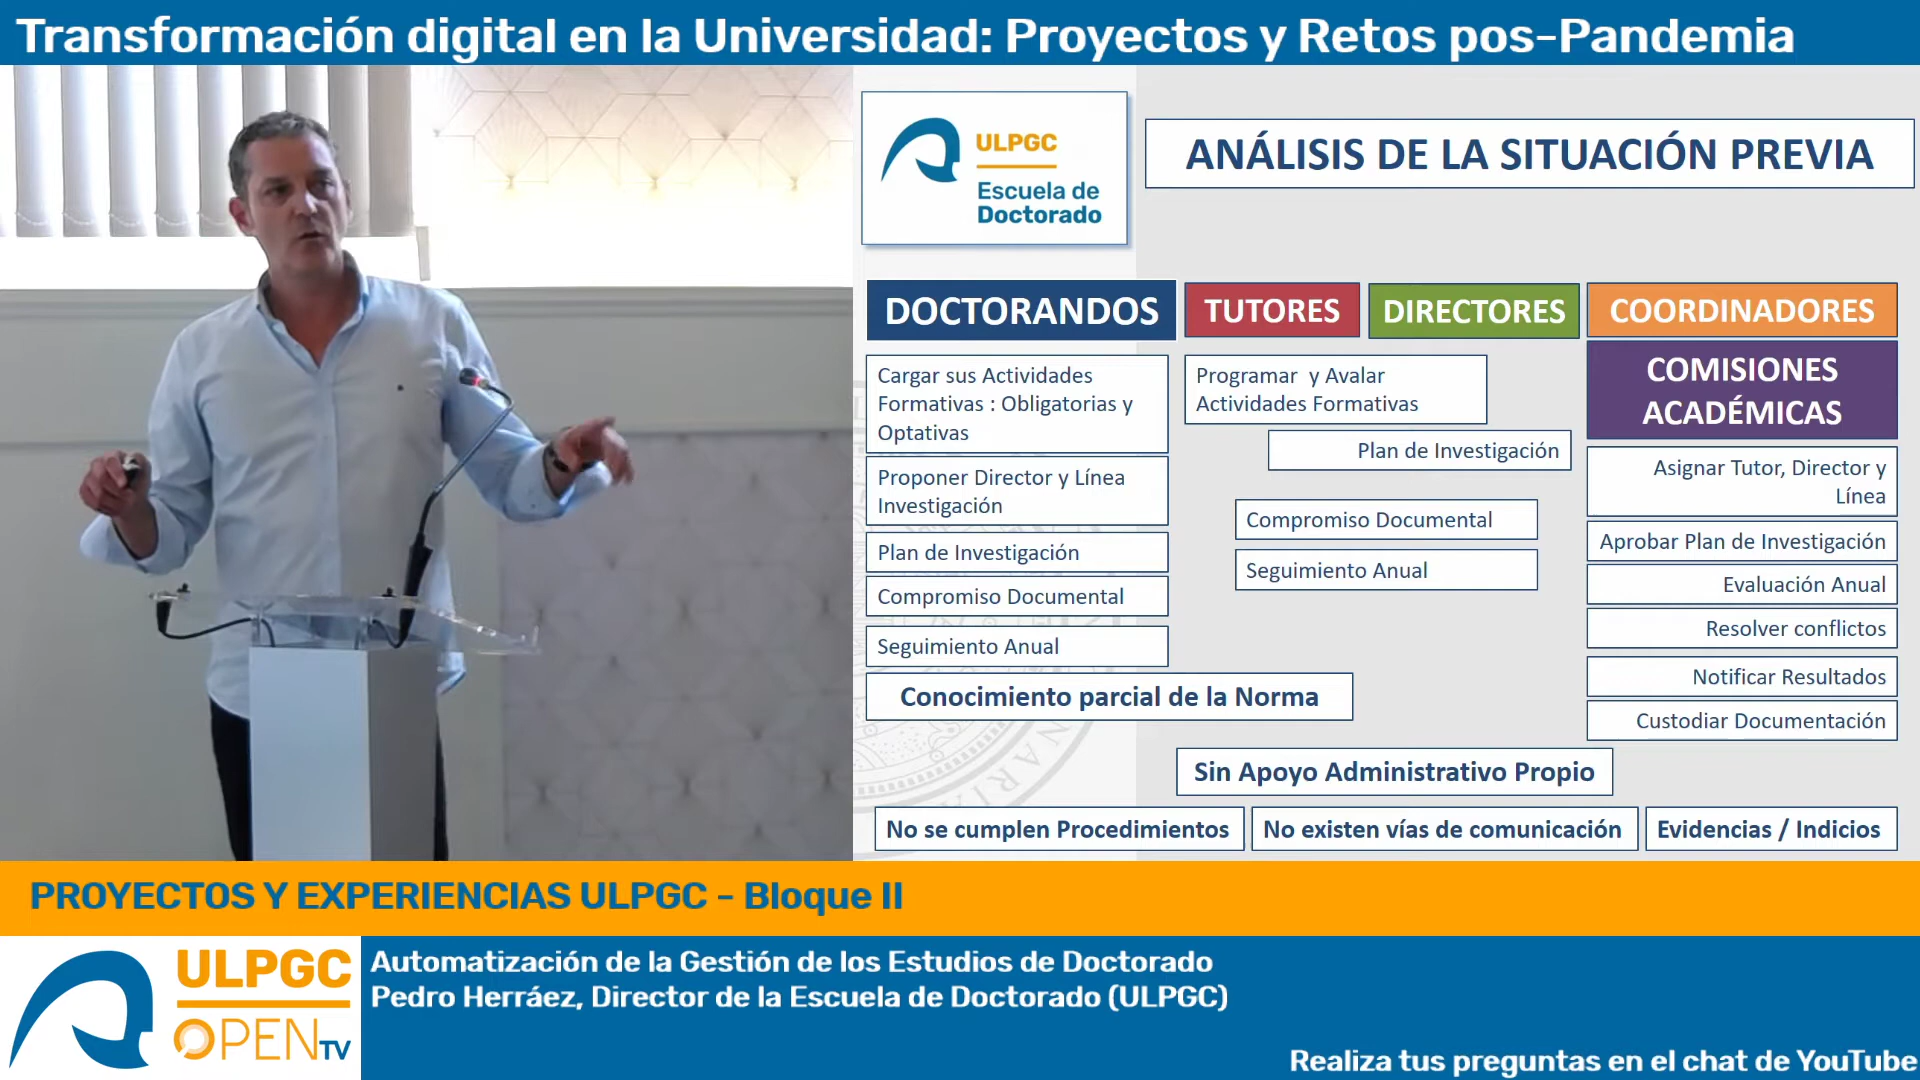 Transformación digital en la Universidad: Proyectos y Retos pos-Pandemia
ULPGC
Escuela de
Doctorado
ANÁLISIS DE LA SITUACIÓN PREVIA
DOCTORANDOS
TUTORES
DIRECTORES
COORDINADORES
COMISIONES
ACADÉMICAS
Cargar sus Actividades
Formativas : Obligatorias y
Optativas
Proponer Director y Línea
Investigación
Plan de Investigación
Compromiso Documental
Seguimiento Anual
Programar y Avalar
Actividades Formativas
Plan de Investigación
Compromiso Documental
Seguimiento Anual
Asignar Tutor, Director y
Línea
Aprobar Plan de Investigación
Evaluación Anual
Resolver conflictos
Notificar Resultados
Custodiar Documentación
Conocimiento parcial de la Norma
Sin Apoyo Administrativo Propio
No se cumplen Procedimientos
No existen vías de comunicación
Evidencias / Indicios
PROYECTOS Y EXPERIENCIAS ULPGC - Bloque II
ULPGC
OPENTV
Automatización de la Gestión de los Estudios de Doctorado
Pedro Herráez, Director de la Escuela de Doctorado (ULPGC)
Realiza tus preguntas en el chat de YouTube